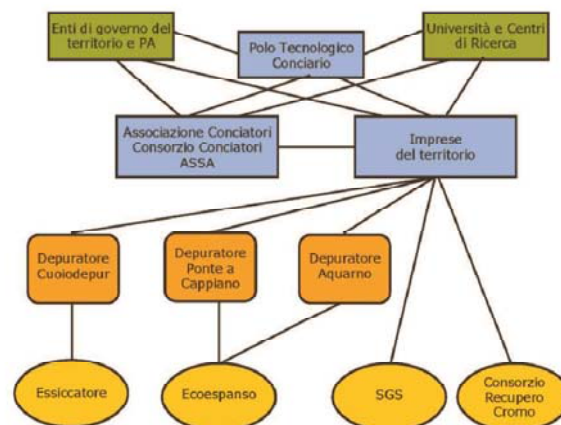 Enti di governo del
territorio e PA
Polo Tecnologico
Conciario
Università e Centri
di Ricerca
Associazione Conciatori
Consorzio Conciatori
ASSA
Imprese
del territorio
Depuratore
Cuoiodepur
Depuratore
Ponte a
Cappiano
Depuratore
Aquarno
Essiccatore
Ecoespanso
SGS
Consorzio
Recupero
Cromo